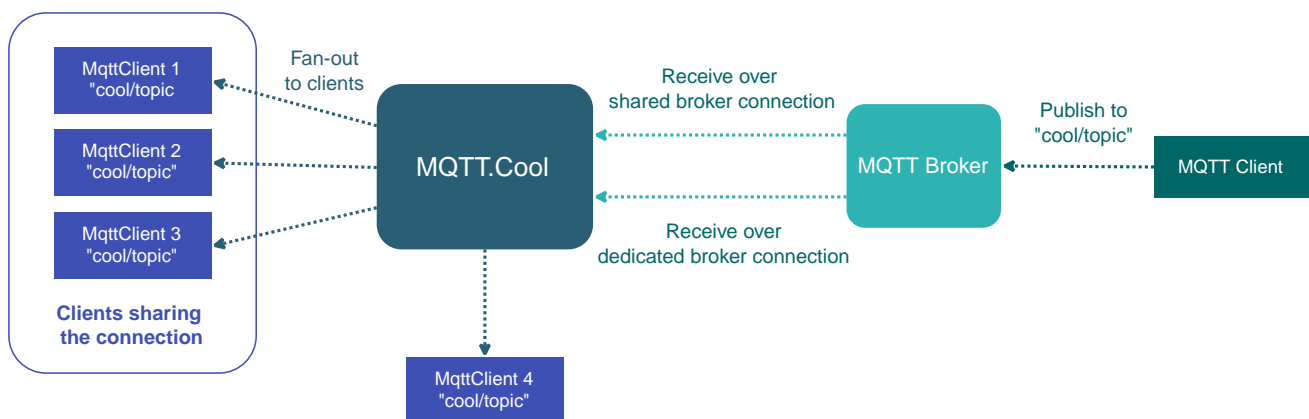 MqttClient 1
"cool/topic
MqttClient 2
"cool/topic"
MqttClient 3
"cool/topic"
Clients sharing
the connection
Fan-out
to clients
MQTT.Cool
MqttClient 4
"cool/topic"
Receive over
shared broker connection
Receive over
dedicated broker connection
MQTT Broker
Publish to
"cool/topic"
MQTT Client